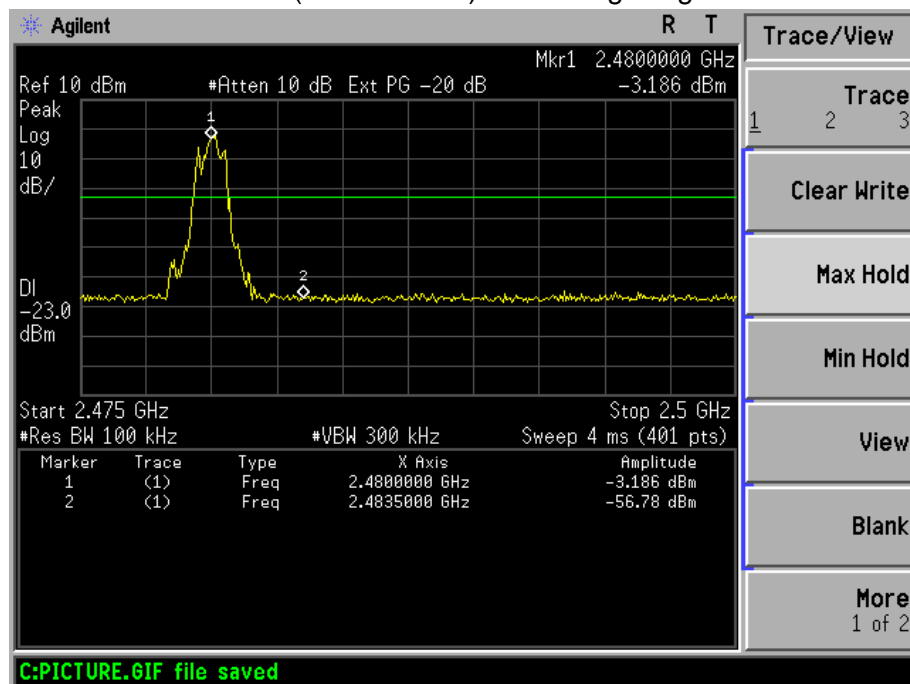 Agilent R T
Mkr1 2.4800000 GHz
Ref 10 dBm #Atten 10 dB Ext PG -20 dB -3.186 dBm
Peak
Log
10
dB/
1
2
DI
-23.0
dBm
Start 2.475 GHz Stop 2.5 GHz
#Res BW 100 kHz #VBW 300 kHz Sweep 4 ms (401 pts)
Marker Trace Type X Axis Amplitude
1 (1) Freq 2.4800000 GHz -3.186 dBm
2 (1) Freq 2.4835000 GHz -56.78 dBm
C:PICTURE.GIF file saved
Trace/View
Trace
1 2 3
Clear Write
Max Hold
Min Hold
View
Blank
More
1 of 2